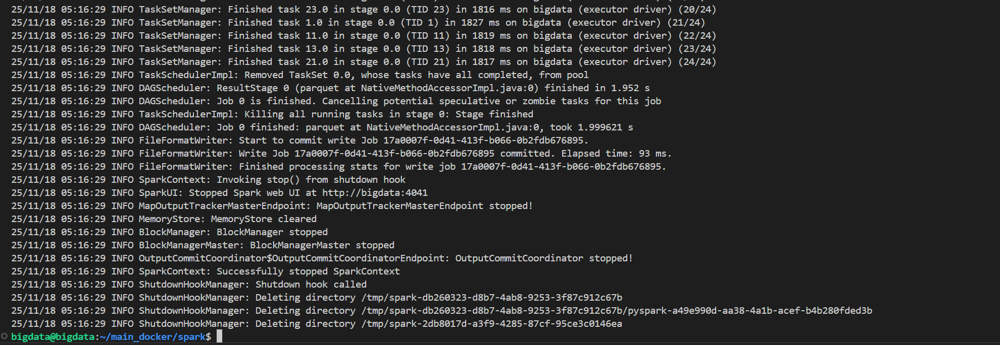 25/11/18 05:16:29 INFO TaskSetManager: Finished task 23.0 in stage 0.0 (TID 23) in 1816 ms on bigdata (executor driver) (20/24)
25/11/18 05:16:29 INFO TaskSetManager: Finished task 1.0 in stage 0.0 (TID 1) in 1827 ms on bigdata (executor driver) (21/24)
25/11/18 05:16:29 INFO TaskSetManager: Finished task 11.0 in stage 0.0 (TID 11) in 1819 ms on bigdata (executor driver) (22/24)
25/11/18 05:16:29 INFO TaskSetManager: Finished task 13.0 in stage 0.0 (TID 13) in 1818 ms on bigdata (executor driver) (23/24)
25/11/18 05:16:29 INFO TaskSetManager: Finished task 21.0 in stage 0.0 (TID 21) in 1817 ms on bigdata (executor driver) (24/24)
25/11/18 05:16:29 INFO TaskSchedulerImpl: Removed TaskSet 0.0, whose tasks have all completed, from pool
25/11/18 05:16:29 INFO DAGScheduler: ResultStage 0 (parquet at NativeMethodAccessorImpl.java:0) finished in 1.952 s
25/11/18 05:16:29 INFO DAGScheduler: Job 0 is finished. Cancelling potential speculative or zombie tasks for this job
25/11/18 05:16:29 INFO TaskSchedulerImpl: Killing all running tasks in stage 0: Stage finished
25/11/18 05:16:29 INFO DAGScheduler: Job 0 finished: parquet at NativeMethodAccessorImpl.java:0, took 1.999621 s
25/11/18 05:16:29 INFO FileFormatWriter: Start to commit write Job 17a0007f-0d41-413f-b066-0b2fdb676895.
25/11/18 05:16:29 INFO FileFormatWriter: Write Job 17a0007f-0d41-413f-b066-0b2fdb676895 committed. Elapsed time: 93 ms.
25/11/18 05:16:29 INFO FileFormatWriter: Finished processing stats for write job 17a0007f-0d41-413f-b066-0b2fdb676895.
25/11/18 05:16:29 INFO SparkContext: Invoking stop() from shutdown hook
25/11/18 05:16:29 INFO SparkUI: Stopped Spark web UI at http://bigdata:4041
25/11/18 05:16:29 INFO MapOutputTrackerMasterEndpoint: MapOutputTrackerMasterEndpoint stopped!
25/11/18 05:16:29 INFO MemoryStore: MemoryStore cleared
25/11/18 05:16:29 INFO BlockManager: BlockManager stopped
25/11/18 05:16:29 INFO BlockManagerMaster: BlockManagerMaster stopped
25/11/18 05:16:29 INFO OutputCommitCoordinator$OutputCommitCoordinatorEndpoint: OutputCommitCoordinator stopped!
25/11/18 05:16:29 INFO SparkContext: Successfully stopped SparkContext
25/11/18 05:16:29 INFO ShutdownHookManager: Shutdown hook called
25/11/18 05:16:29 INFO ShutdownHookManager: Deleting directory /tmp/spark-db260323-d8b7-4ab8-9253-3f87c912c67b
25/11/18 05:16:29 INFO ShutdownHookManager: Deleting directory /tmp/spark-db260323-d8b7-4ab8-9253-3f87c912c67b/pyspark-a49e990d-aa38-4a1b-acef-b4b280fded3b
25/11/18 05:16:29 INFO ShutdownHookManager: Deleting directory /tmp/spark-2db8017d-a3f9-4285-87cf-95ce3c0146ea
bigdata@bigdata:~/main_docker/spark$